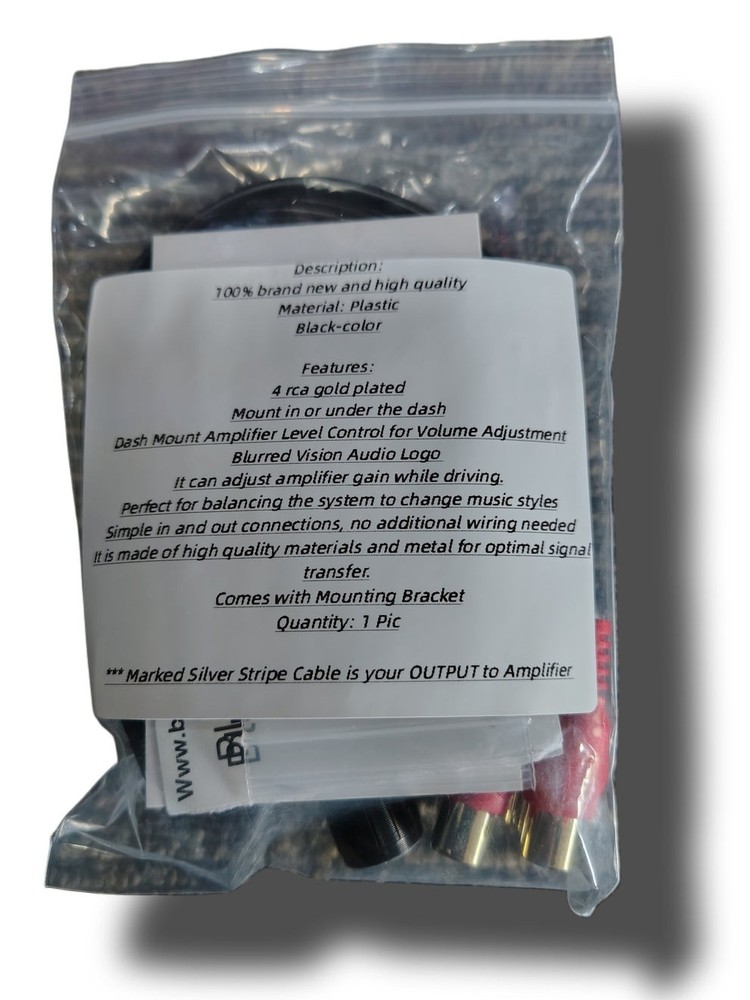 Description:
100% brand new and high quality
Material: Plastic
Black-color
Features:
4 rca gold plated
Mount in or under the dash
Dash Mount Amplifier Level Control for Volume Adjustment
Blurred Vision Audio Logo
It can adjust amplifier gain while driving.
Perfect for balancing the system to change music styles
Simple in and out connections, no additional wiring needed
It is made of high quality materials and metal for optimal signal
transfer.
Comes with Mounting Bracket
Quantity: 1 Pic
*** Marked Silver Stripe Cable is your OUTPUT to Amplifier
Www.b